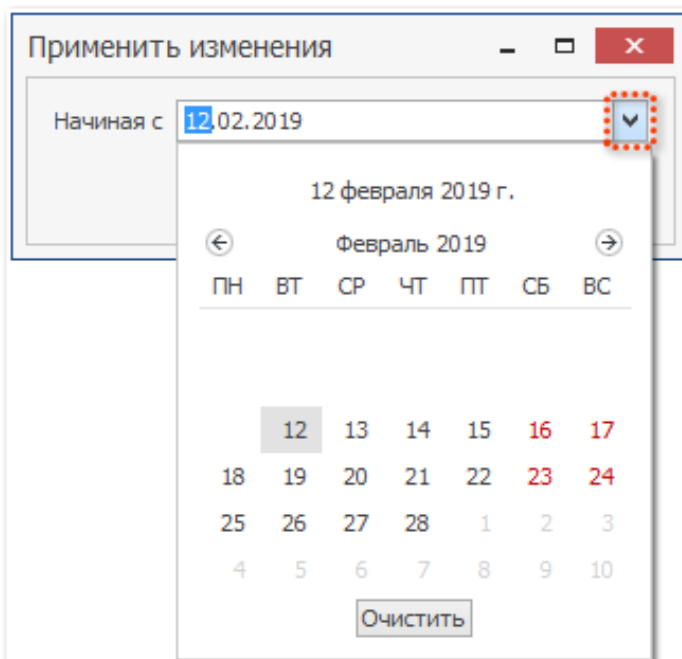 Применить изменения
Начиная с 12.02.2019
12 февраля 2019 г.
Февраль 2019
ПН ВТ СР ЧТ ПТ СБ ВС
12 13 14 15 16 17
18 19 20 21 22 23 24
25 26 27 28 1 2 3
4 5 6 7 8 9 10
Очистить